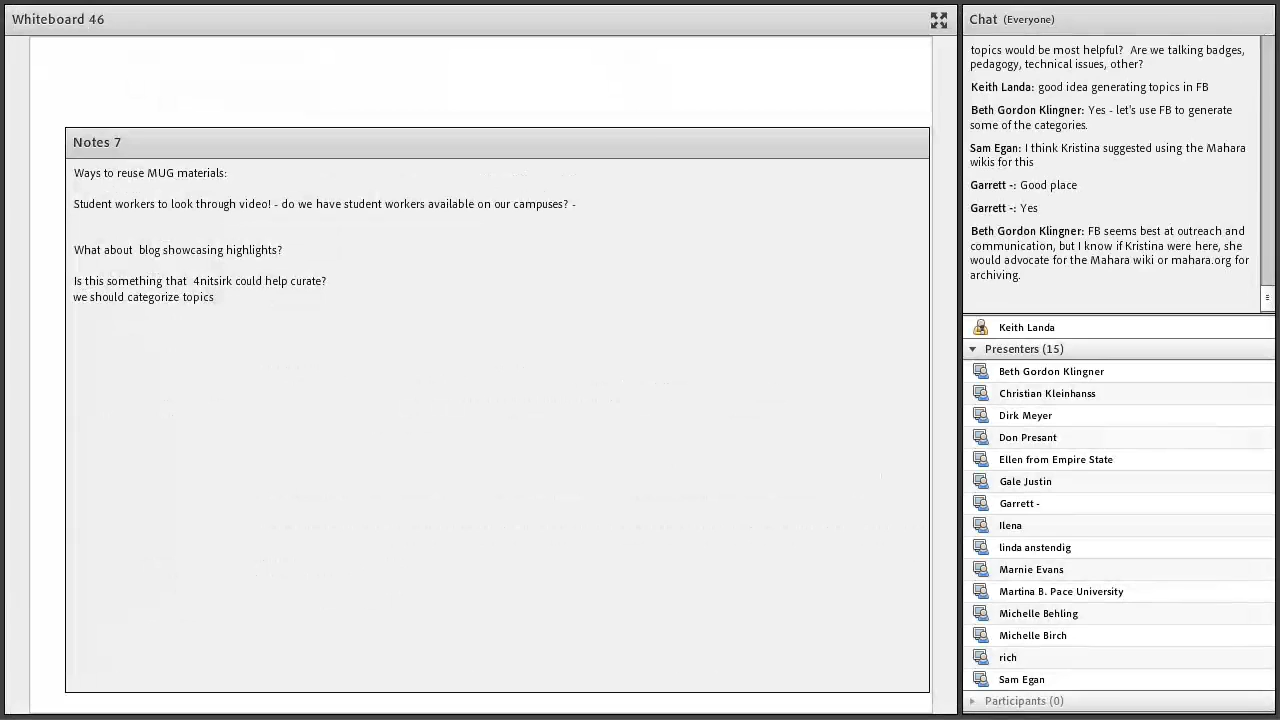 Whiteboard 46
Notes 7
Ways to reuse MUG materials:
Student workers to look through video! - do we have student workers available on our campuses? -
What about  blog showcasing highlights?
Is this something that  4nitsirk could help curate?
we should categorize topics
Chat (Everyone)
topics would be most helpful?  Are we talking badges,
pedagogy, technical issues, other?
Keith Landa: good idea generating topics in FB
Beth Gordon Klingner: Yes - let's use FB to generate
some of the categories.
Sam Egan: I think Kristina suggested using the Mahara
wikis for this
Garrett -: Good place
Garrett -: Yes
Beth Gordon Klingner: FB seems best at outreach and
communication, but I know if Kristina were here, she
would advocate for the Mahara wiki or mahara.org for
archiving.
Keith Landa
Presenters (15)
Beth Gordon Klingner
Christian Kleinhanss
Dirk Meyer
Don Presant
Ellen from Empire State
Gale Justin
Garrett -
Ilena
linda anstendig
Marnie Evans
Martina B. Pace University
Michelle Behling
Michelle Birch
rich
Sam Egan
Participants (0)